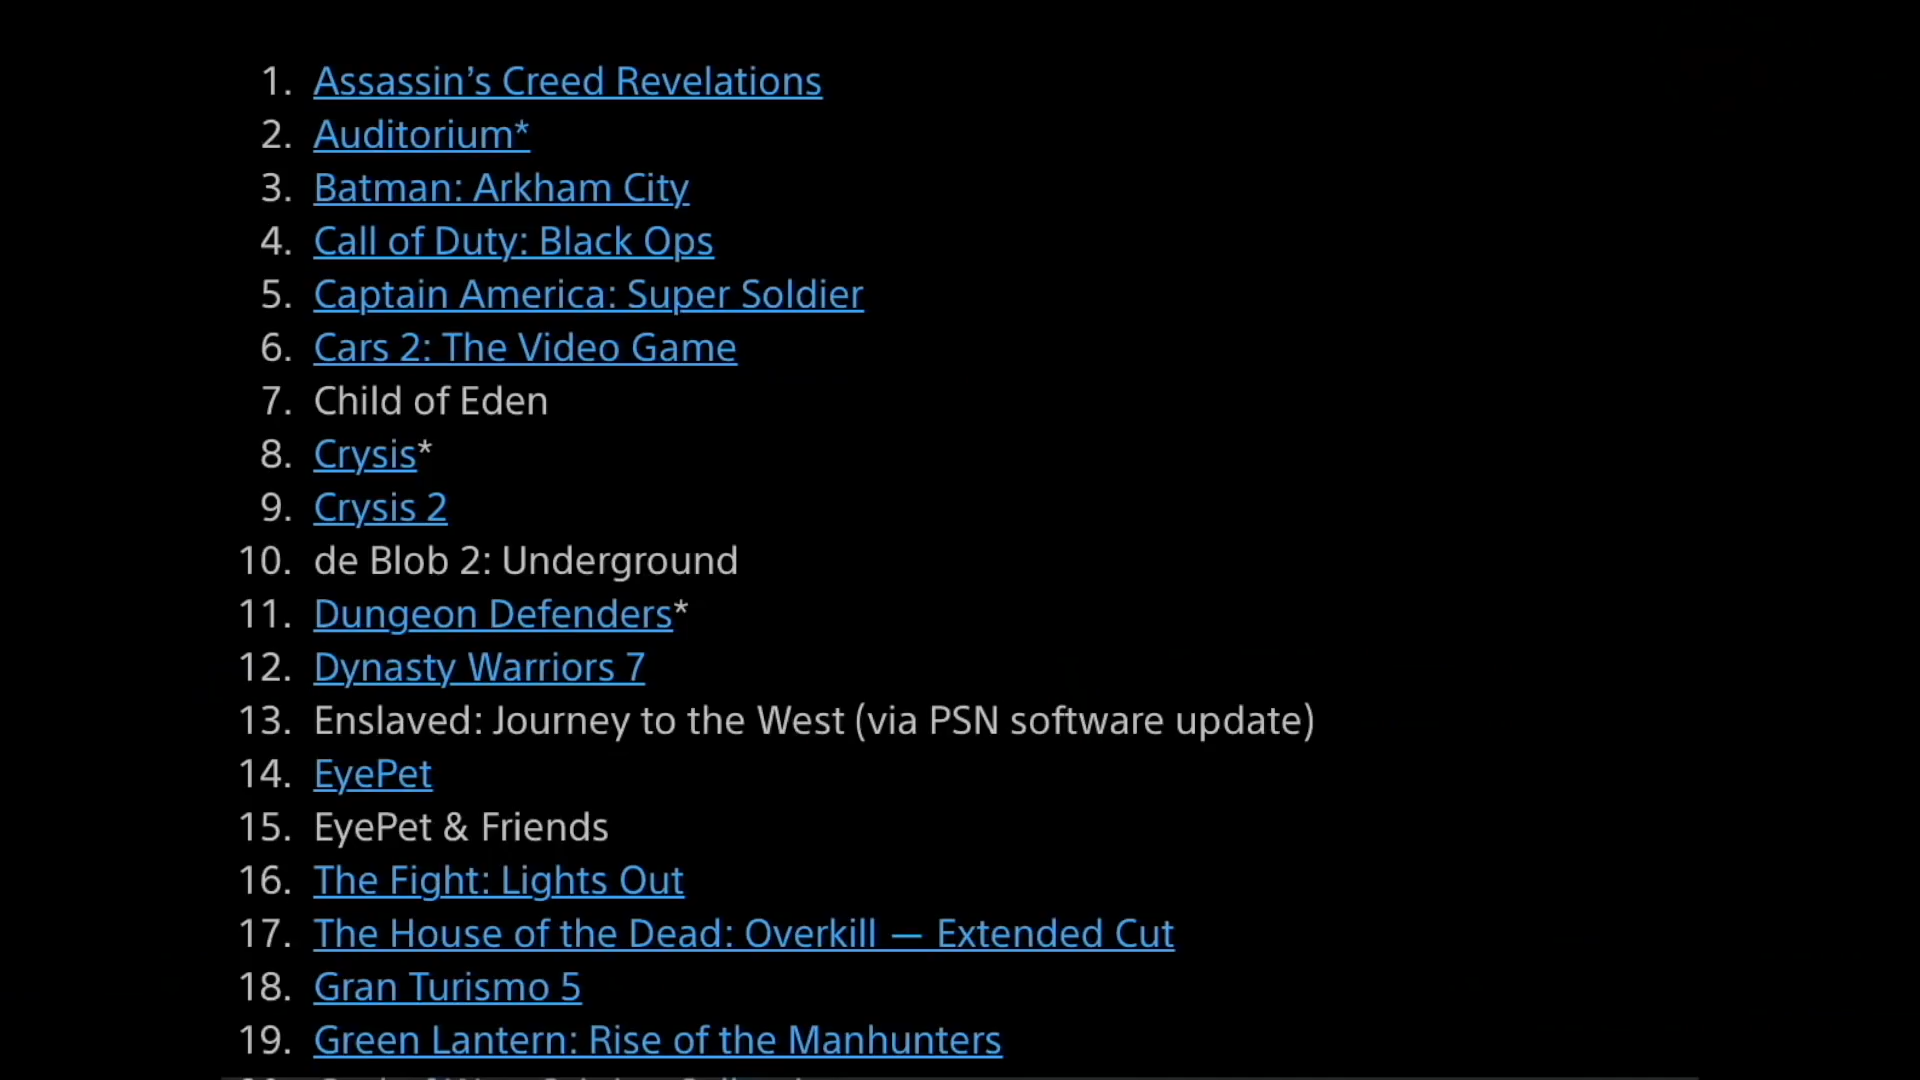 1. Assassin’s Creed Revelations
2. Auditorium*
3. Batman: Arkham City
4. Call of Duty: Black Ops
5. Captain America: Super Soldier
6. Cars 2: The Video Game
7. Child of Eden
8. Crysis*
9. Crysis 2
10. de Blob 2: Underground
11. Dungeon Defenders*
12. Dynasty Warriors 7
13. Enslaved: Journey to the West (via PSN software update)
14. EyePet
15. EyePet & Friends
16. The Fight: Lights Out
17. The House of the Dead: Overkill — Extended Cut
18. Gran Turismo 5
19. Green Lantern: Rise of the Manhunters